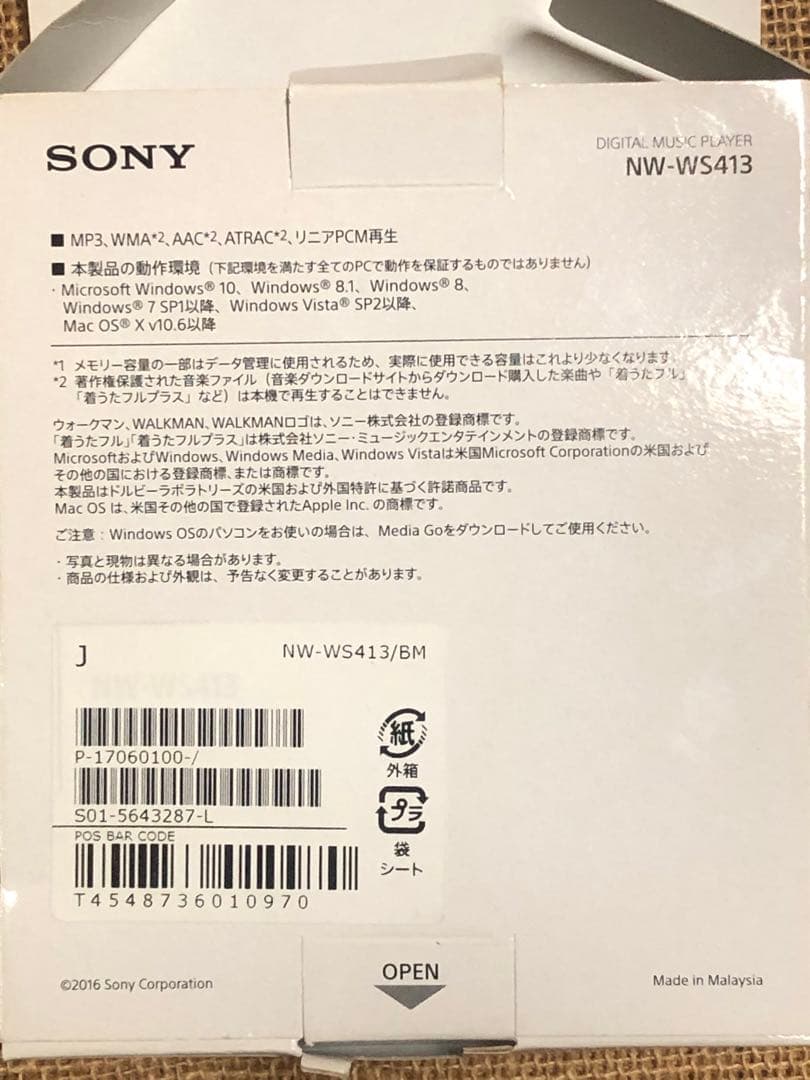 SONY
DIGITAL MUSIC PLAYER
NW-WS413
■ MP3、WMA*2、AAC*2、ATRAC*2、リニアPCM再生
■ 本製品の動作環境（下記環境を満たす全てのPCで動作を保証するものではありません）
・Microsoft Windows® 10、Windows® 8.1、Windows® 8、
Windows® 7 SP1以降、Windows Vista® SP2以降、
Mac OS® X v10.6以降
*1 メモリー容量の一部はデータ管理に使用されるため、実際に使用できる容量はこれより少なくなります。
*2 著作権保護された音楽ファイル（音楽ダウンロードサイトからダウンロード購入した楽曲や「着うたフル」
「着うたフルプラス」など）は本機で再生することはできません。
ウォークマン、WALKMAN、WALKMANロゴは、ソニー株式会社の登録商標です。
「着うたフル」「着うたフルプラス」は株式会社ソニー・ミュージックエンタテインメントの登録商標です。
MicrosoftおよびWindows、Windows Media、Windows Vistaは米国Microsoft Corporationの米国および
その他の国における登録商標、または商標です。
本製品はドルビーラボラトリーズの米国および外国特許に基づく許諾商品です。
Mac OS は、米国その他の国で登録されたApple Inc. の商標です。
ご注意：Windows OSのパソコンをお使いの場合は、Media Goをダウンロードしてご使用ください。
・写真と現物は異なる場合があります。
・商品の仕様および外観は、予告なく変更することがあります。
J
NW-WS413/BM
P-17060100-/
S01-5643287-L
POS BAR CODE
T4548736010970
紙
外箱
プラ
袋
シート
©2016 Sony Corporation
OPEN
Made in Malaysia